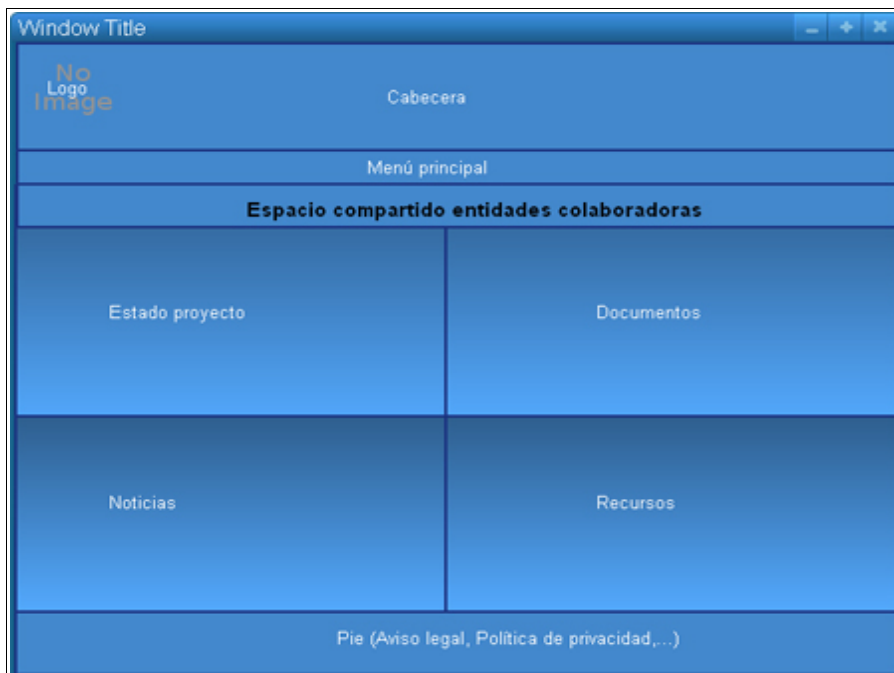 Window Title
No
Logo
Image
Cabecera
Menú principal
Espacio compartido entidades colaboradoras
Estado proyecto
Documentos
Noticias
Recursos
Pie (Aviso legal, Política de privacidad,...)